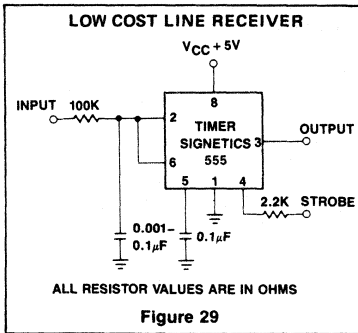 LOW COST LINE RECEIVER
VCC + 5V
8
INPUT
100K
2
TIMER
SIGNETICS
555
3
OUTPUT
6
5
1
4
2.2K
STROBE
0.001–
0.1μF
0.1μF
ALL RESISTOR VALUES ARE IN OHMS
Figure 29